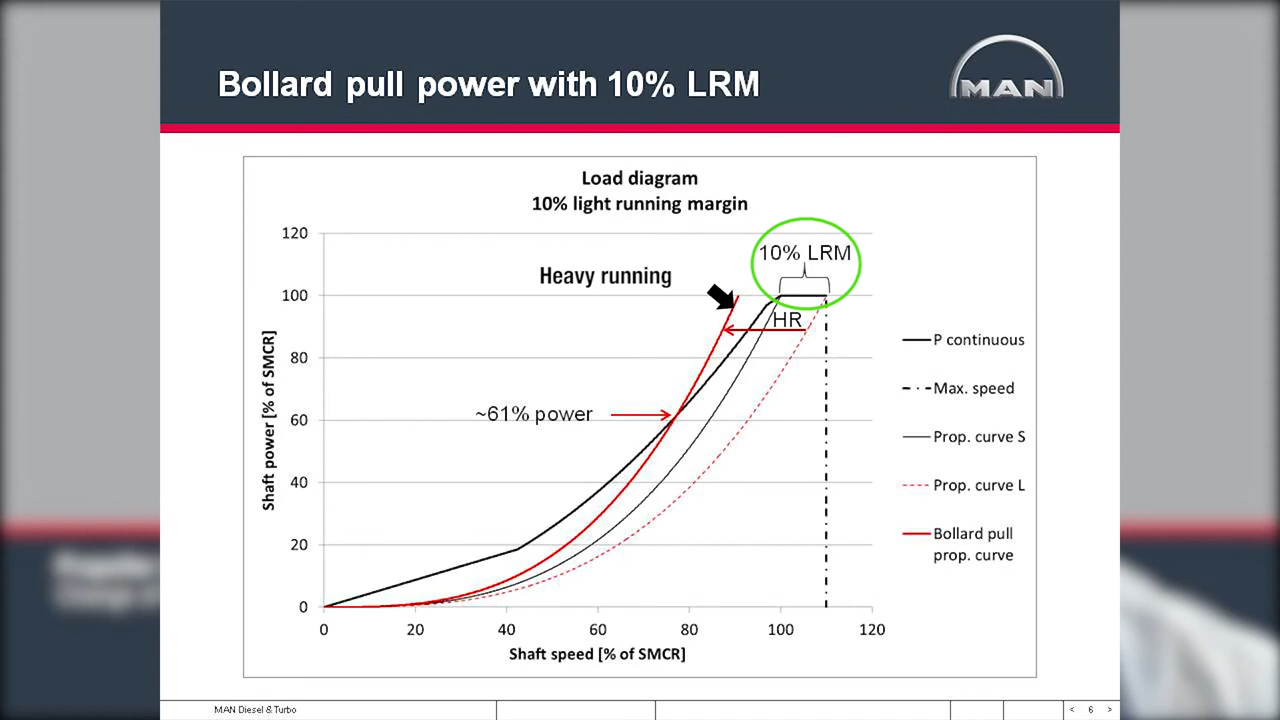 Bollard pull power with 10% LRM
MAN
Load diagram
10% light running margin
120
100
80
60
40
20
0
Shaft power [% of SMCR]
Heavy running
10% LRM
HR
~61% power
0 20 40 60 80 100 120
Shaft speed [% of SMCR]
P continuous
Max. speed
Prop. curve S
Prop. curve L
Bollard pull
prop. curve
MAN Diesel & Turbo
< 6 >